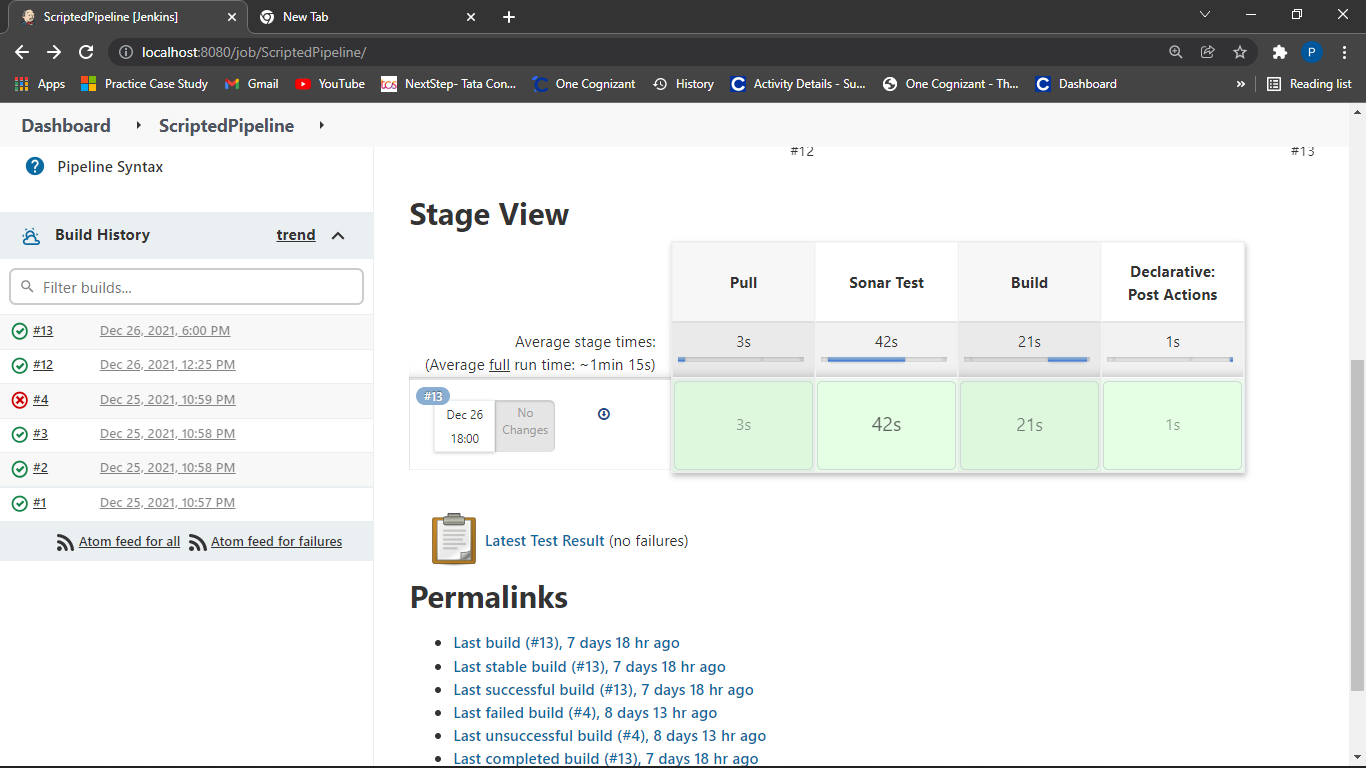 ScriptedPipeline [Jenkins]
New Tab
localhost:8080/job/ScriptedPipeline/
P
Apps
Practice Case Study
Gmail
YouTube
NextStep- Tata Con...
One Cognizant
History
Activity Details - Su...
One Cognizant - Th...
Dashboard
»
Reading list
Dashboard
ScriptedPipeline
Pipeline Syntax
Build History
trend
Filter builds...
#13 Dec 26, 2021, 6:00 PM
#12 Dec 26, 2021, 12:25 PM
#4 Dec 25, 2021, 10:59 PM
#3 Dec 25, 2021, 10:58 PM
#2 Dec 25, 2021, 10:58 PM
#1 Dec 25, 2021, 10:57 PM
Atom feed for all
Atom feed for failures
#12
#13
Stage View
Pull
Sonar Test
Build
Declarative:
Post Actions
Average stage times:
(Average full run time: ~1min 15s)
3s
42s
21s
1s
#13
Dec 26
18:00
No
Changes
3s
42s
21s
1s
Latest Test Result (no failures)
Permalinks
Last build (#13), 7 days 18 hr ago
Last stable build (#13), 7 days 18 hr ago
Last successful build (#13), 7 days 18 hr ago
Last failed build (#4), 8 days 13 hr ago
Last unsuccessful build (#4), 8 days 13 hr ago
Last completed build (#13), 7 days 18 hr ago